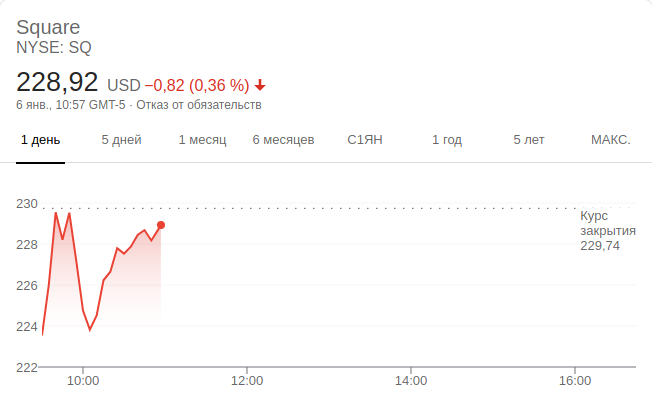 Square
NYSE: SQ
228,92 USD −0,82 (0,36 %)
6 янв., 10:57 GMT-5 · Отказ от обязательств
1 день 5 дней 1 месяц 6 месяцев С1ЯН 1 год 5 лет МАКС.
230
Курс
закрытия
229,74
228
226
224
222
10:00 12:00 14:00 16:00